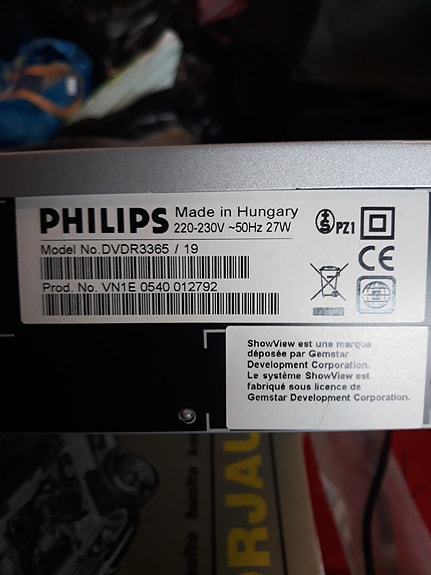 PHILIPS Made in Hungary
220-230V ~50Hz 27W
PZ1
Model No.DVDR3365 / 19
CE
Prod. No. VN1E 0540 012792
ShowView est une marque
déposée par Gemstar
Development Corporation.
Le système ShowView est
fabriqué sous licence de
Gemstar Development Corporation.
ORJAU